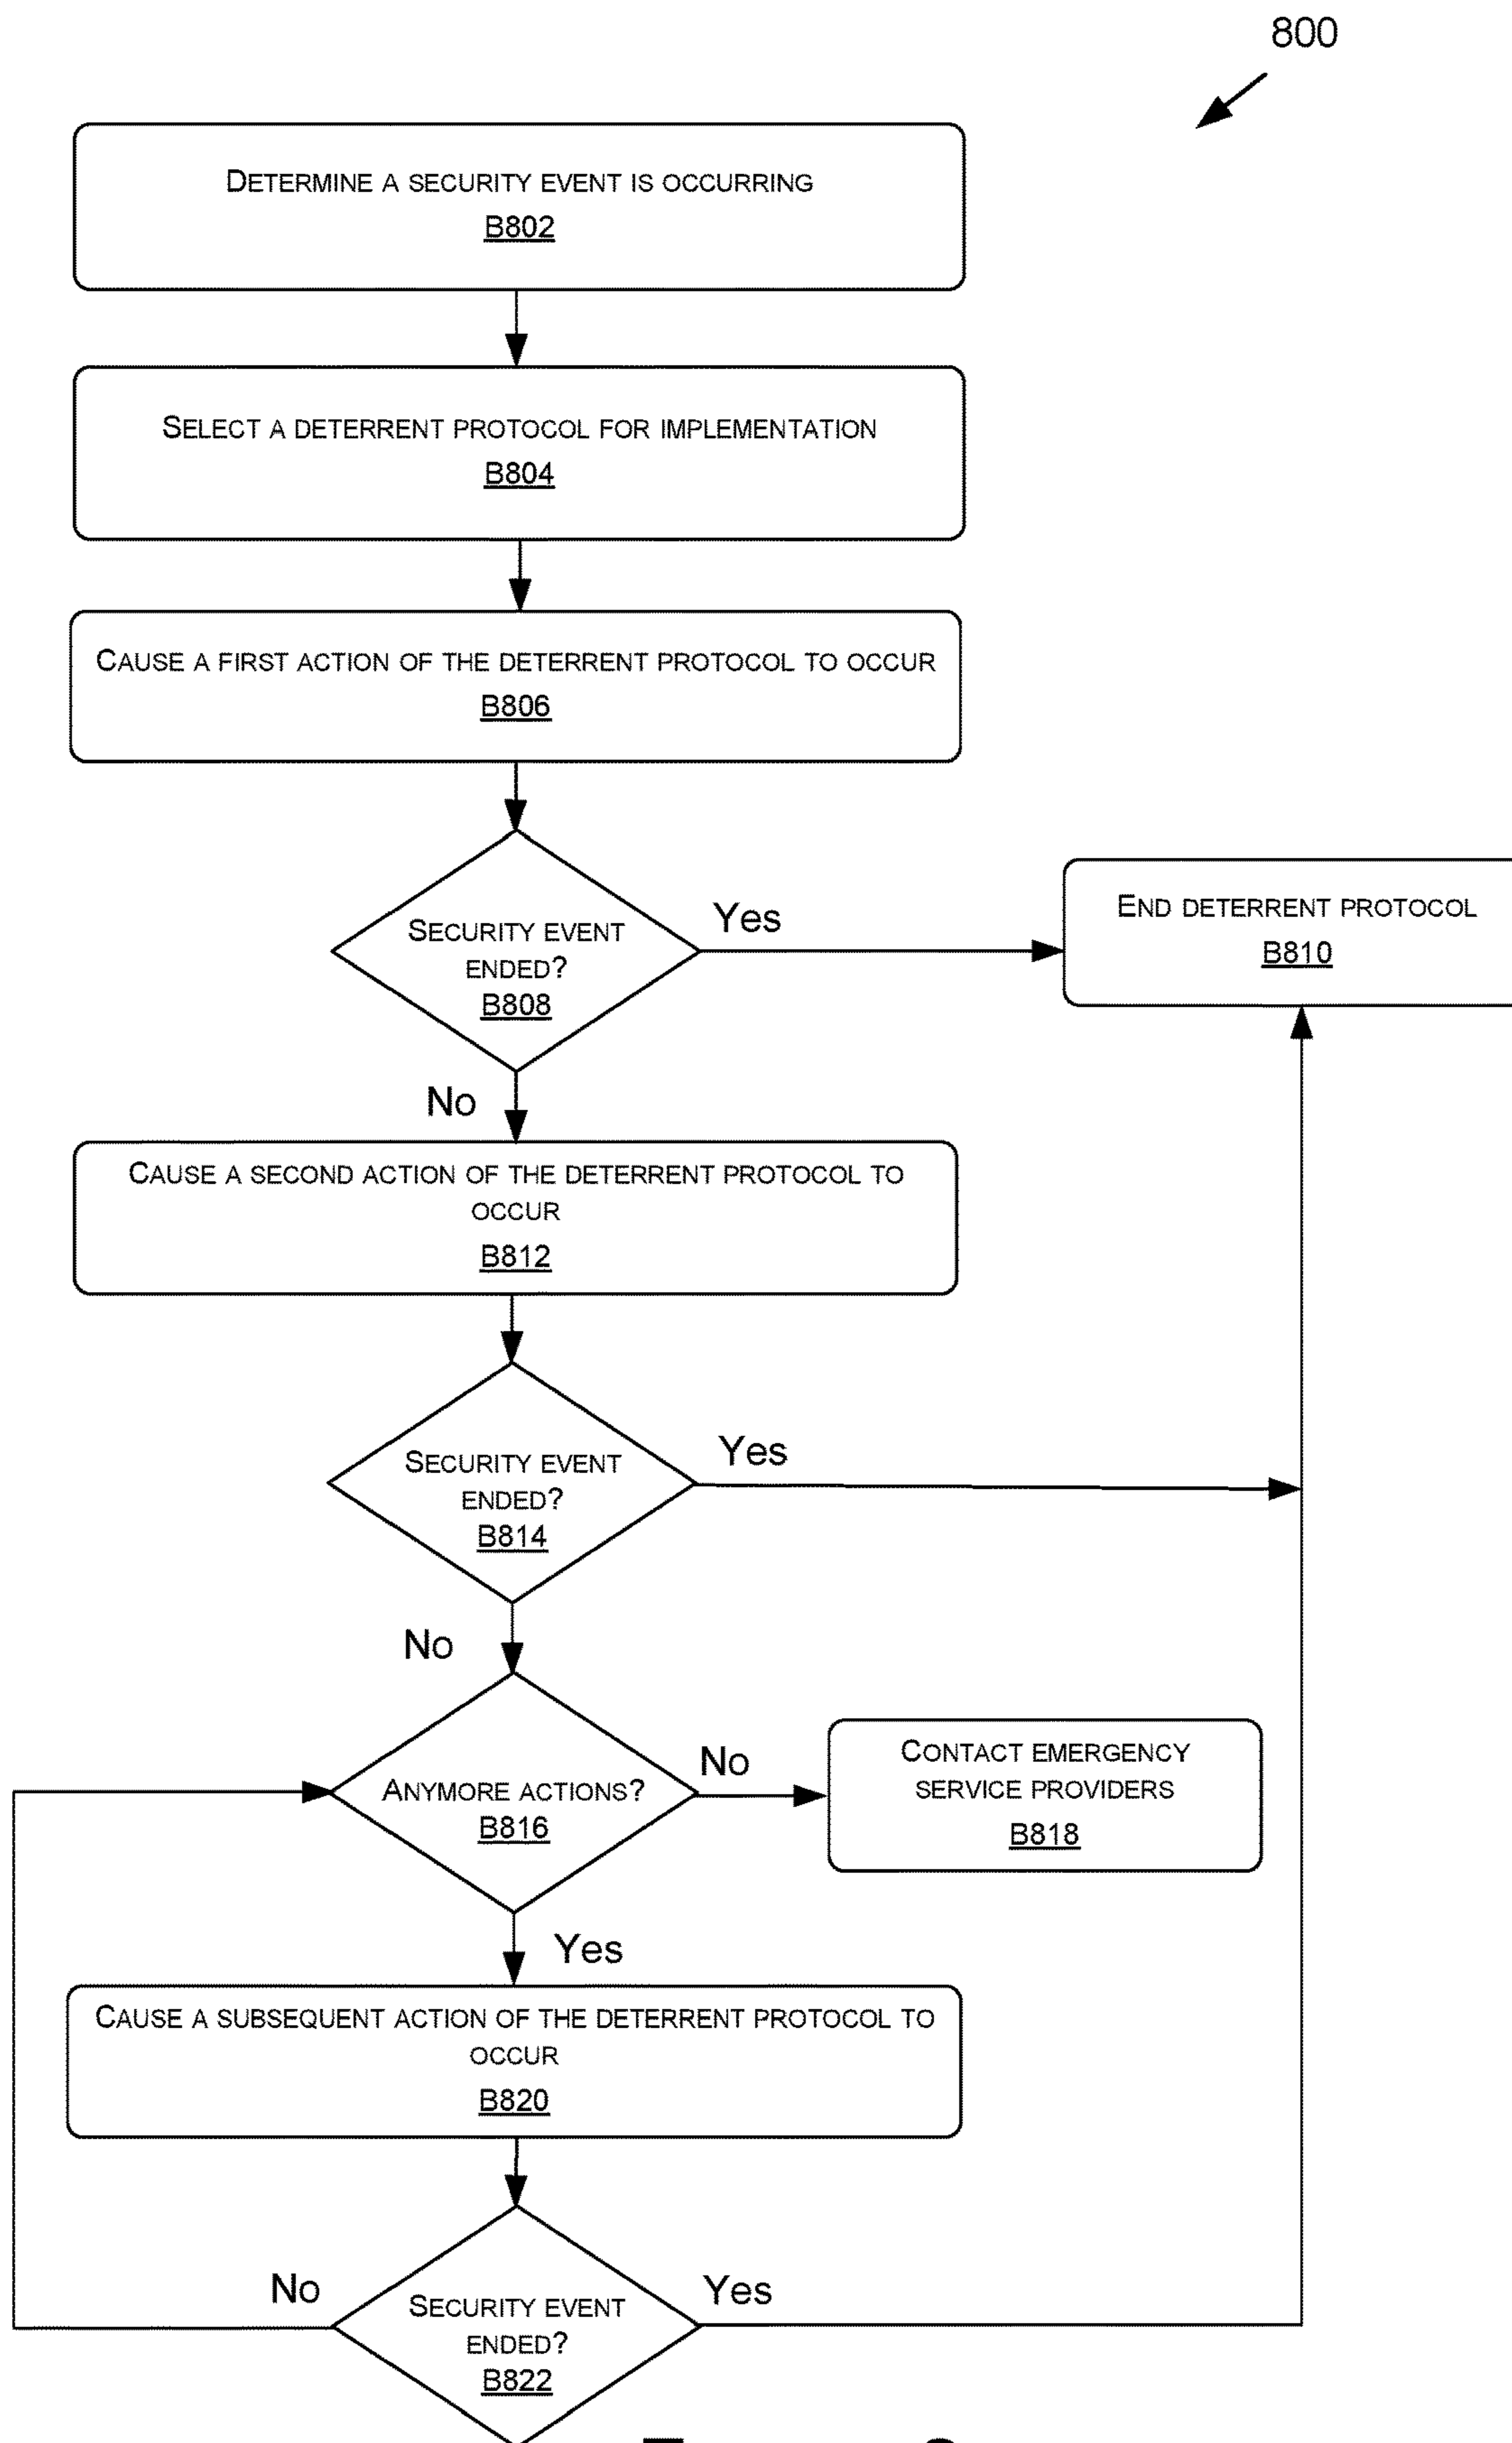 800
DETERMINE A SECURITY EVENT IS OCCURRING
B802
SELECT A DETERRENT PROTOCOL FOR IMPLEMENTATION
B804
CAUSE A FIRST ACTION OF THE DETERRENT PROTOCOL TO OCCUR
B806
SECURITY EVENT
ENDED?
B808
Yes
END DETERRENT PROTOCOL
B810
No
CAUSE A SECOND ACTION OF THE DETERRENT PROTOCOL TO
OCCUR
B812
SECURITY EVENT
ENDED?
B814
Yes
No
ANYMORE ACTIONS?
B816
No
CONTACT EMERGENCY
SERVICE PROVIDERS
B818
Yes
CAUSE A SUBSEQUENT ACTION OF THE DETERRENT PROTOCOL TO
OCCUR
B820
No
SECURITY EVENT
ENDED?
B822
Yes